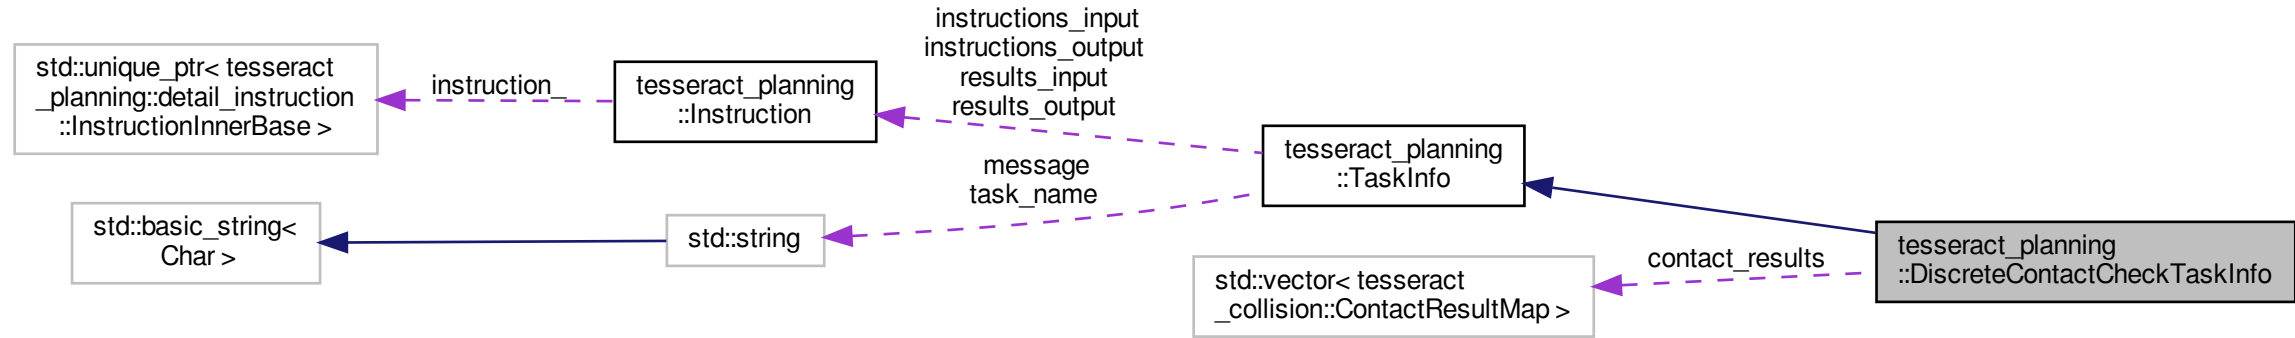 std::unique_ptr< tesseract
_planning::detail_instruction
::InstructionInnerBase >
instruction_
tesseract_planning
::Instruction
instructions_input
instructions_output
results_input
results_output
tesseract_planning
::TaskInfo
message
task_name
std::basic_string<
Char >
std::string
tesseract_planning
::DiscreteContactCheckTaskInfo
contact_results
std::vector< tesseract
_collision::ContactResultMap >